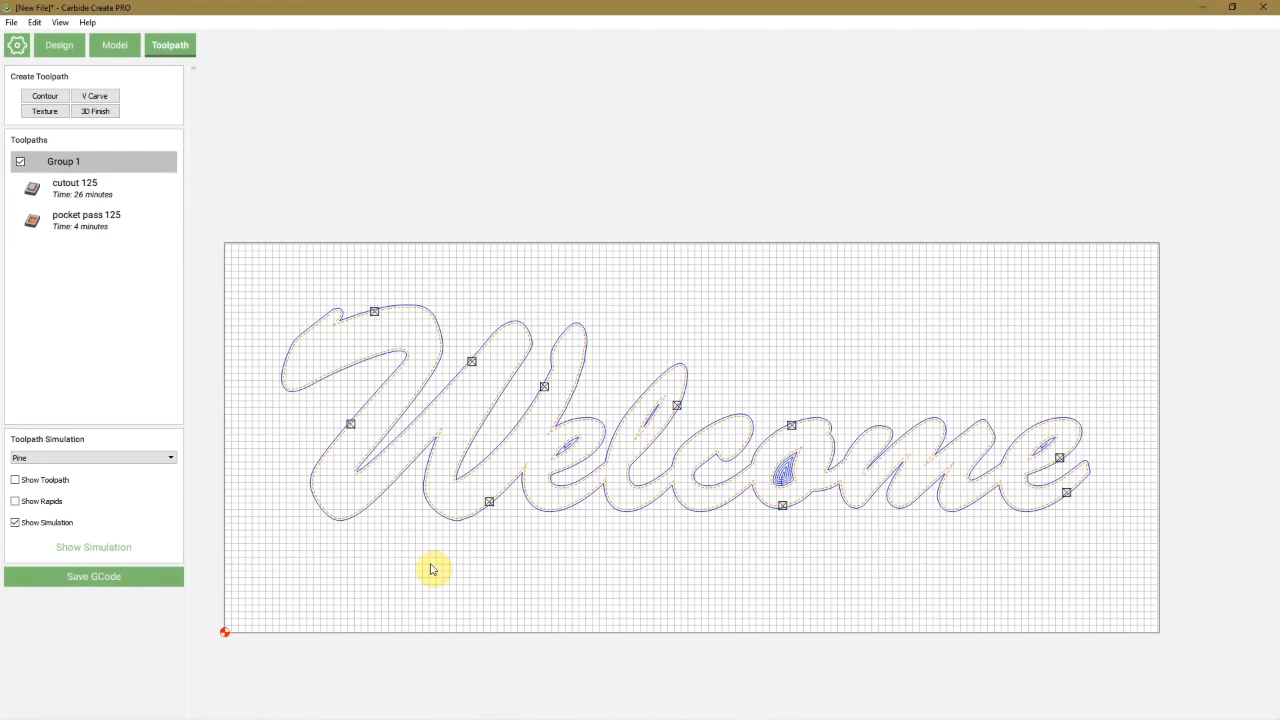 [New File]* - Carbide Create PRO
File Edit View Help
Design Model Toolpath
Create Toolpath
Contour V Carve
Texture 3D Finish
Toolpaths
Group 1
cutout 125
Time: 26 minutes
pocket pass 125
Time: 4 minutes
Welcome
Toolpath Simulation
Pine
Show Toolpath
Show Rapids
Show Simulation
Show Simulation
Save GCode